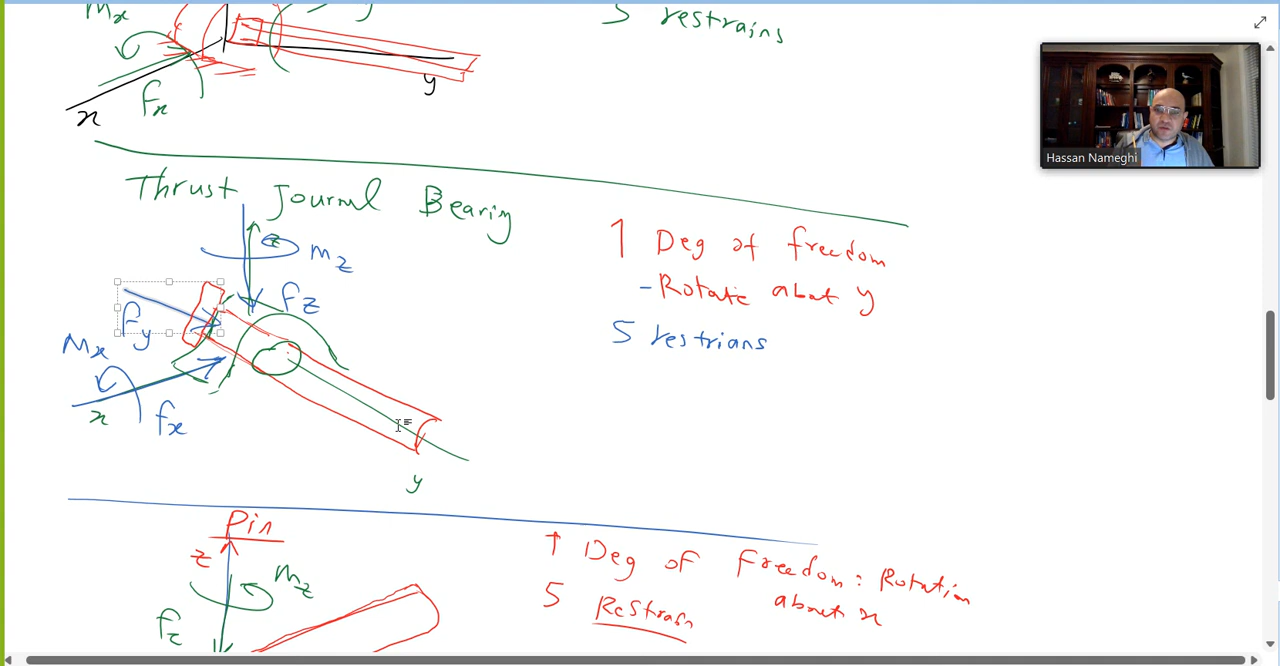 Mx
y
5 restrains
fx
x
y
Hassan Nameghi
Thrust Journal Bearing
z
Mz
fz
fy
Mx
x
fx
y
1 Deg of freedom
- Rotate abat y
5 restrians
Pin
z
Mz
fz
1 Deg of Freedom: Rotation
about x
5 Restrain